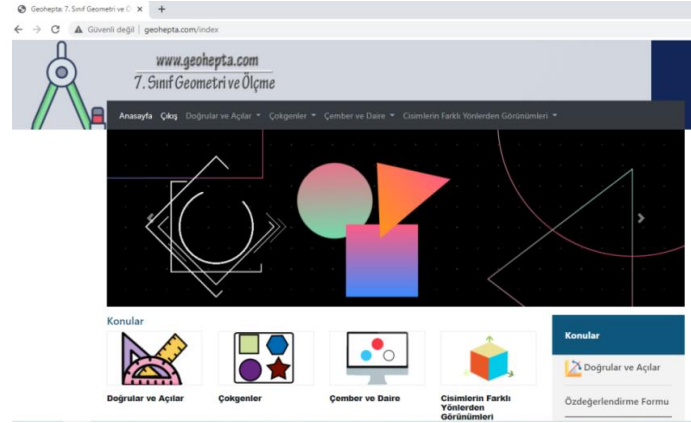 Geohepta: 7. Sınıf Geometri ve Ö
Güvenli değil | geohepta.com/index
www.geohepta.com
7. Sınıf Geometri ve Ölçme
Anasayfa Çıkış Doğrular ve Açılar Çokgenler Çember ve Daire Cisimlerin Farklı Yönlerden Görünümleri
Konular
Doğrular ve Açılar
Çokgenler
Çember ve Daire
Cisimlerin Farklı
Yönlerden
Görünümleri
Konular
Doğrular ve Açılar
Özdeğerlendirme Formu